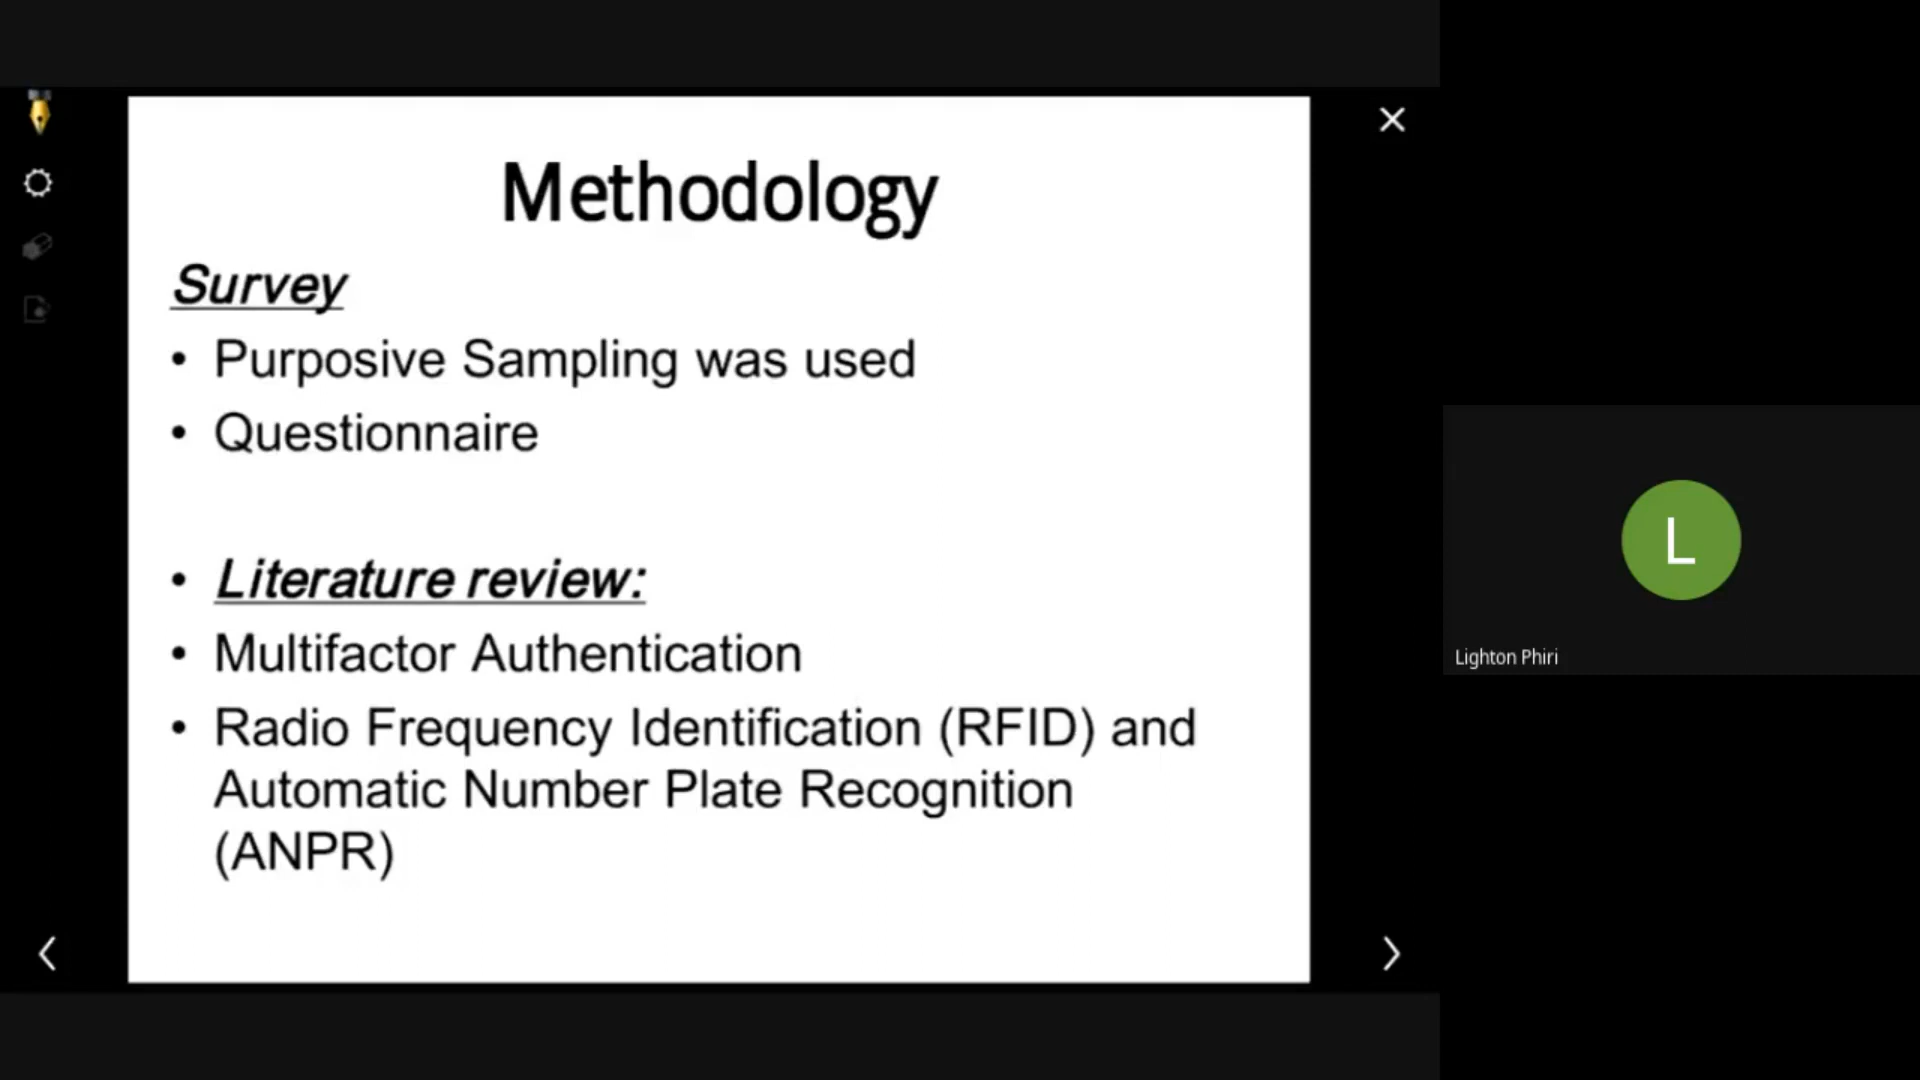 Methodology
Survey
• Purposive Sampling was used
• Questionnaire
• Literature review:
• Multifactor Authentication
• Radio Frequency Identification (RFID) and
Automatic Number Plate Recognition
(ANPR)
L
Lighton Phiri